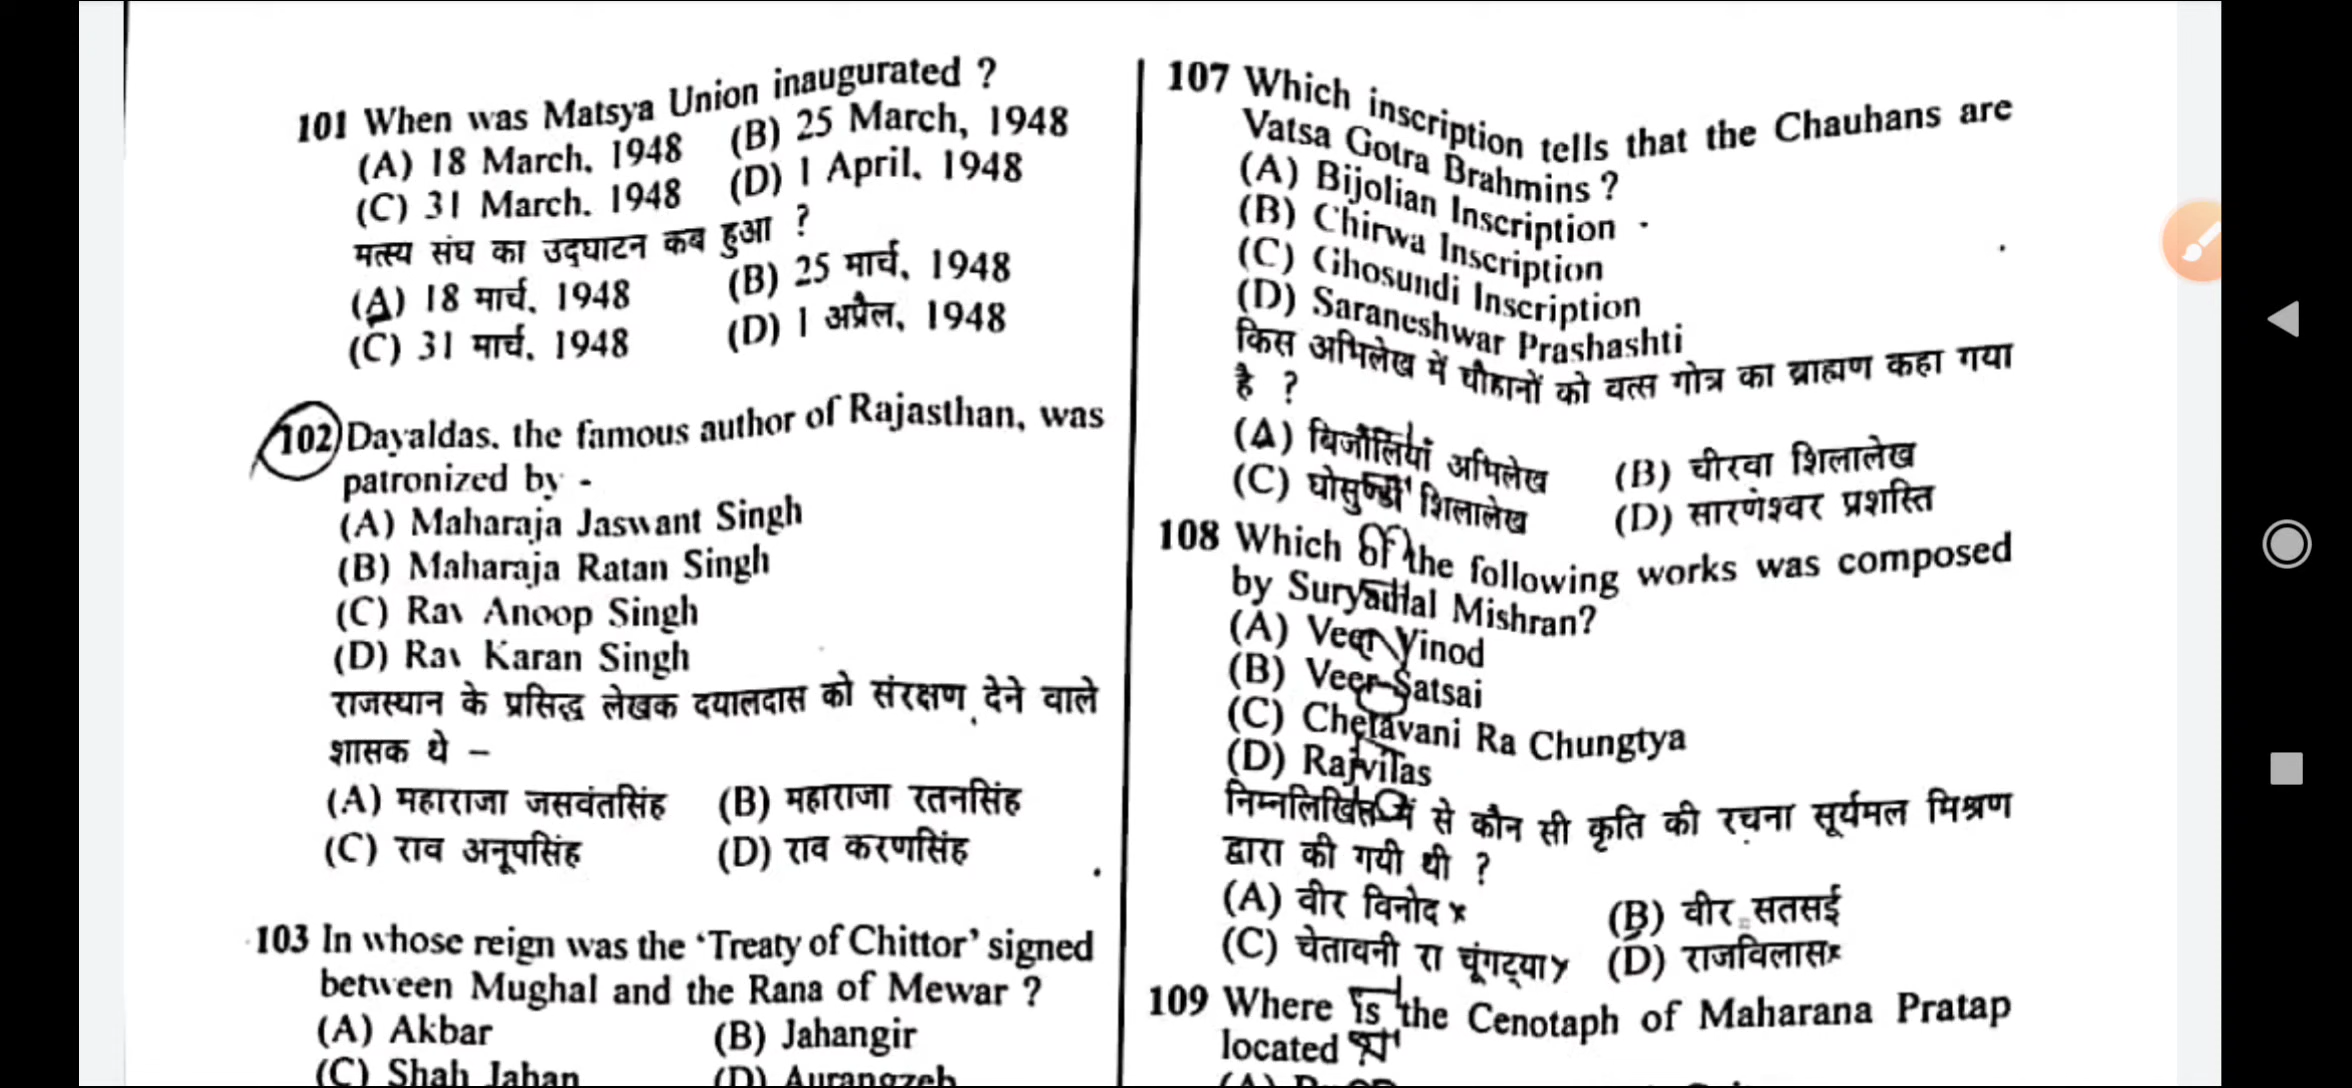 101 When was Matsya Union inaugurated ?
(A) 18 March, 1948 (B) 25 March, 1948
(C) 31 March. 1948 (D) 1 April, 1948
मत्स्य संघ का उद्घाटन कब हुआ ?
(A) 18 मार्च, 1948 (B) 25 मार्च, 1948
(C) 31 मार्च, 1948 (D) 1 अप्रैल, 1948
102 Dayaldas, the famous author of Rajasthan, was
patronized by -
(A) Maharaja Jaswant Singh
(B) Maharaja Ratan Singh
(C) Rav Anoop Singh
(D) Rav Karan Singh
राजस्थान के प्रसिद्ध लेखक दयालदास को संरक्षण देने वाले
शासक थे –
(A) महाराजा जसवंतसिंह (B) महाराजा रतनसिंह
(C) राव अनूपसिंह (D) राव करणसिंह
103 In whose reign was the ‘Treaty of Chittor’ signed
between Mughal and the Rana of Mewar ?
(A) Akbar (B) Jahangir
(C) Shah Jahan (D) Aurangzeb
107 Which inscription tells that the Chauhans are
Vatsa Gotra Brahmins ?
(A) Bijolian Inscription
(B) Chirwa Inscription
(C) Ghosundi Inscription
(D) Saraneshwar Prashashti
किस अभिलेख में चौहानों को वत्स गोत्र का ब्राह्मण कहा गया
है ?
(A) बिजौलियां अभिलेख (B) चीरवा शिलालेख
(C) घोसुण्डी शिलालेख (D) सारणेश्वर प्रशस्ति
108 Which of the following works was composed
by Suryamal Mishran?
(A) Veer Vinod
(B) Veer Satsai
(C) Chetavani Ra Chungtya
(D) Rajvilas
निम्नलिखित में से कौन सी कृति की रचना सूर्यमल मिश्रण
द्वारा की गयी थी ?
(A) वीर विनोद (B) वीर सतसई
(C) चेतावनी रा चूंगट्या (D) राजविलास
109 Where is the Cenotaph of Maharana Pratap
located